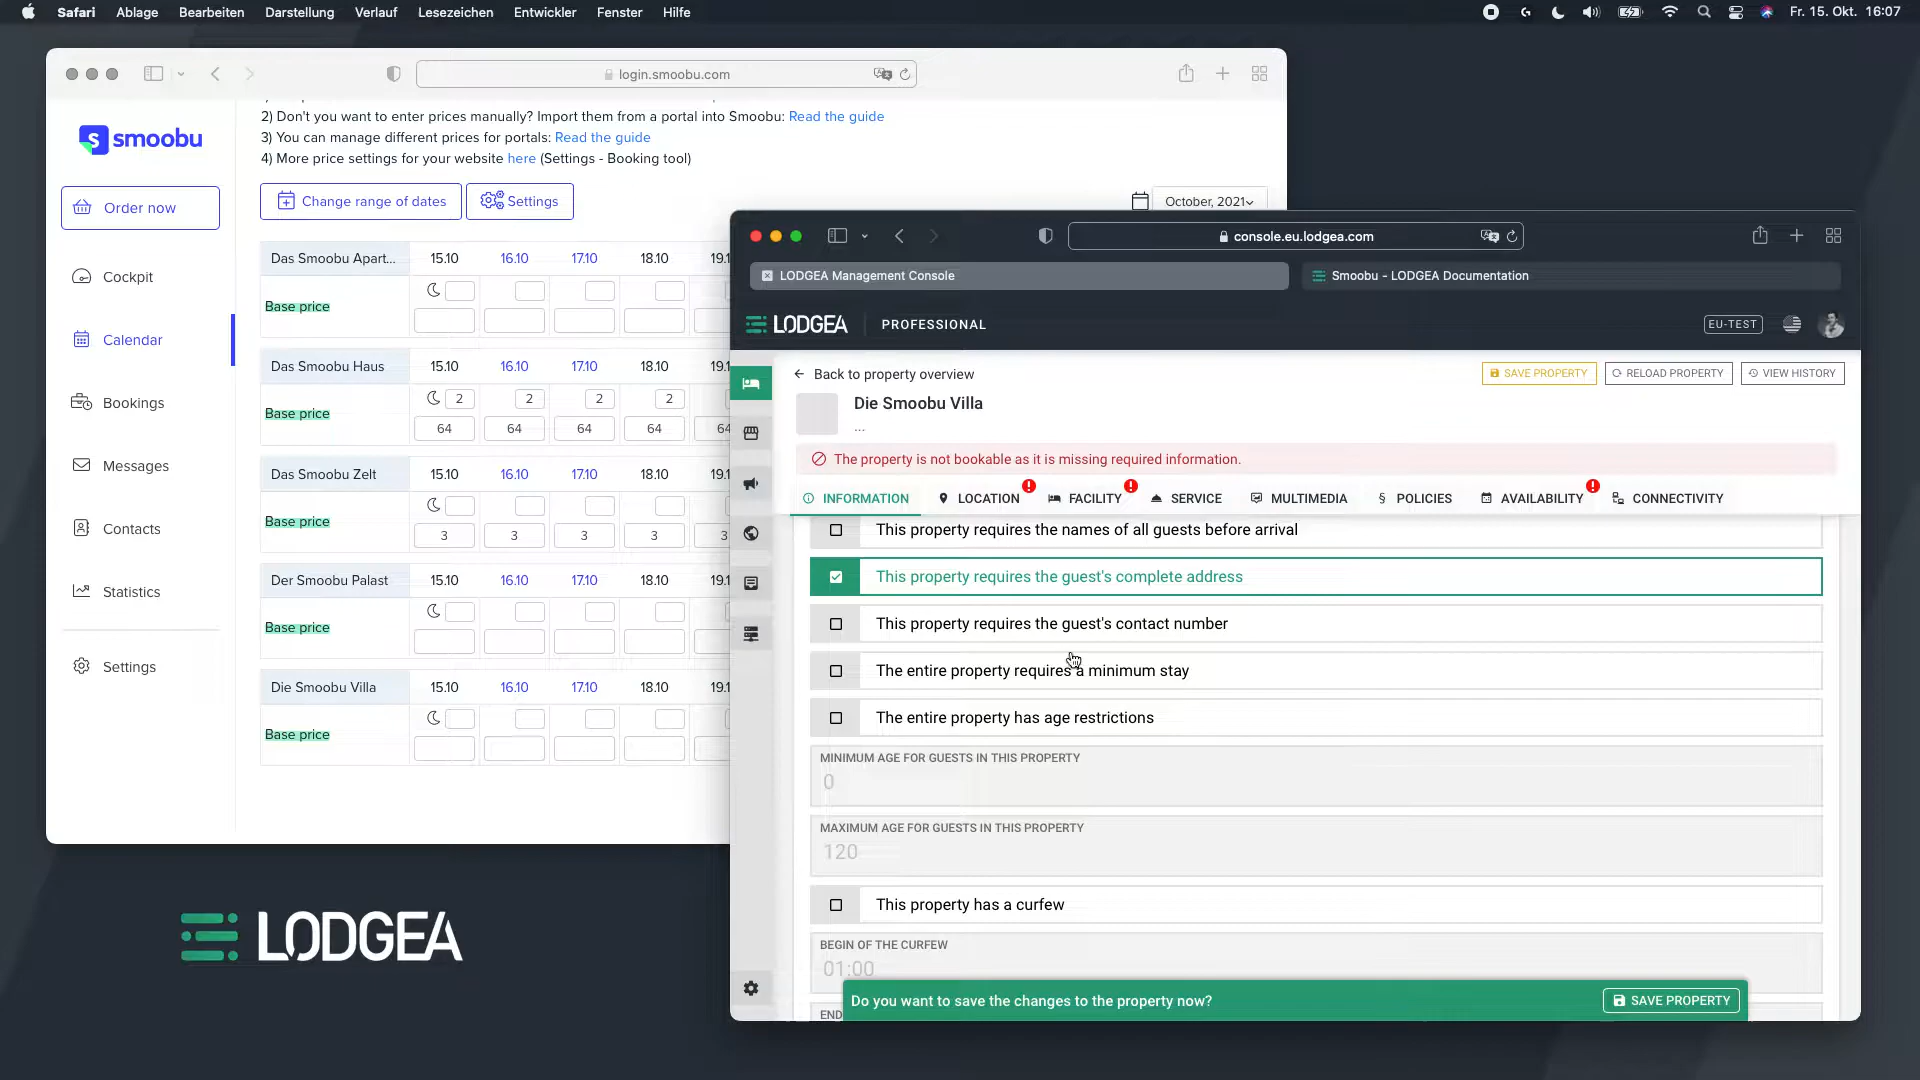 Safari Ablage Bearbeiten Darstellung Verlauf Lesezeichen Entwickler Fenster Hilfe Fr. 15. Okt. 16:07
login.smoobu.com
smoobu
Order now
Cockpit
Calendar
Bookings
Messages
Contacts
Statistics
Settings
2) Don't you want to enter prices manually? Import them from a portal into Smoobu: Read the guide
3) You can manage different prices for portals: Read the guide
4) More price settings for your website here (Settings - Booking tool)
Change range of dates Settings October, 2021
Das Smoobu Apart... 15.10 16.10 17.10 18.10 19.1
Base price
Das Smoobu Haus 15.10 16.10 17.10 18.10
2 2 2 2
Base price
64 64 64 64 64
Das Smoobu Zelt 15.10 16.10 17.10 18.10 19.1
Base price
3 3 3 3 3
Der Smoobu Palast 15.10 16.10 17.10 18.10 19.1
Base price
Die Smoobu Villa 15.10 16.10 17.10 18.10 19.1
Base price
console.eu.lodgea.com
LODGEA Management Console Smoobu - LODGEA Documentation
LODGEA PROFESSIONAL EU-TEST
Back to property overview SAVE PROPERTY RELOAD PROPERTY VIEW HISTORY
Die Smoobu Villa
...
The property is not bookable as it is missing required information.
INFORMATION LOCATION FACILITY SERVICE MULTIMEDIA § POLICIES AVAILABILITY CONNECTIVITY
This property requires the names of all guests before arrival
This property requires the guest's complete address
This property requires the guest's contact number
The entire property requires a minimum stay
The entire property has age restrictions
MINIMUM AGE FOR GUESTS IN THIS PROPERTY
0
MAXIMUM AGE FOR GUESTS IN THIS PROPERTY
120
This property has a curfew
BEGIN OF THE CURFEW
01:00
END
Do you want to save the changes to the property now? SAVE PROPERTY
LODGEA